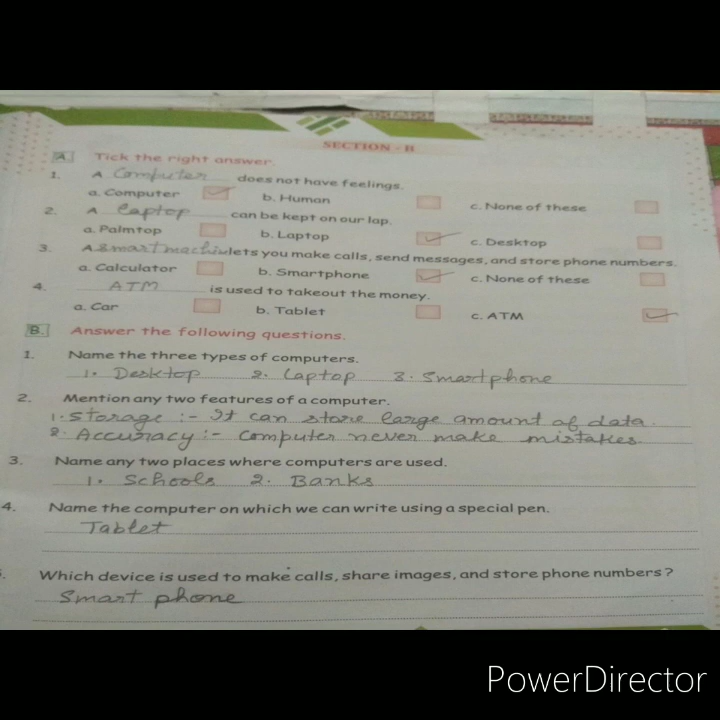 SECTION - B
A. Tick the right answer.
1. A Computer does not have feelings.
a. Computer b. Human c. None of these
2. A laptop can be kept on our lap.
a. Palmtop b. Laptop c. Desktop
3. A smart machine lets you make calls, send messages, and store phone numbers.
a. Calculator b. Smartphone c. None of these
4. ATM is used to takeout the money.
a. Car b. Tablet c. ATM
B. Answer the following questions.
1. Name the three types of computers.
1. Desktop 2. Laptop 3. Smartphone
2. Mention any two features of a computer.
1. Storage :- It can store large amount of data.
2. Accuracy :- computer never make mistakes.
3. Name any two places where computers are used.
1. Schools 2. Banks
4. Name the computer on which we can write using a special pen.
Tablet
Which device is used to make calls, share images, and store phone numbers?
Smart phone
PowerDirector